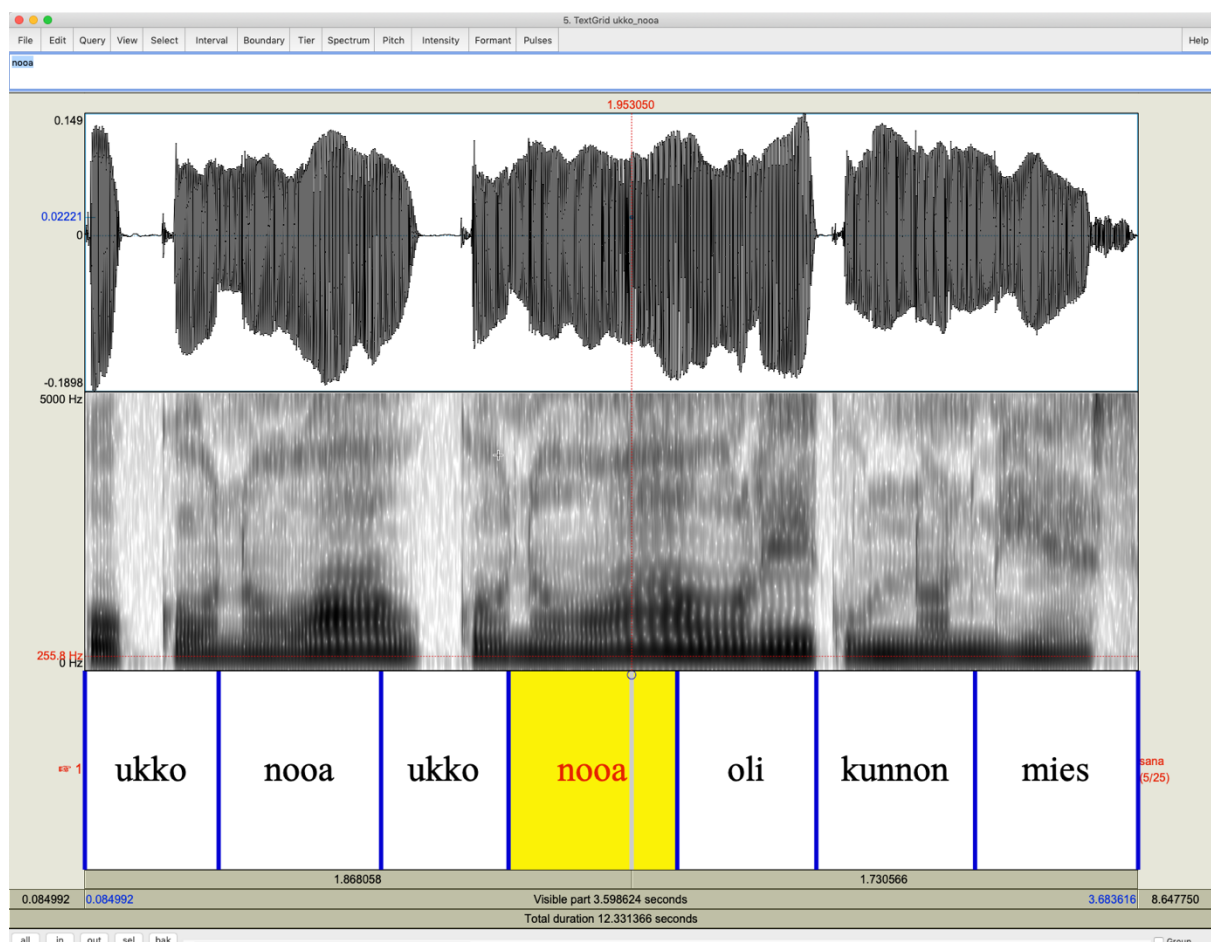 5. TextGrid ukko_nooa
File Edit Query View Select Interval Boundary Tier Spectrum Pitch Intensity Formant Pulses Help
nooa
1.953050
0.149
0.02221
0
-0.1898
5000 Hz
255.8 Hz
0 Hz
1 ukko nooa ukko nooa oli kunnon mies sana
(5/25)
1.868058 1.730566
0.084992 0.084992 Visible part 3.598624 seconds 3.683616 8.647750
Total duration 12.331366 seconds
all in out sel bak Group